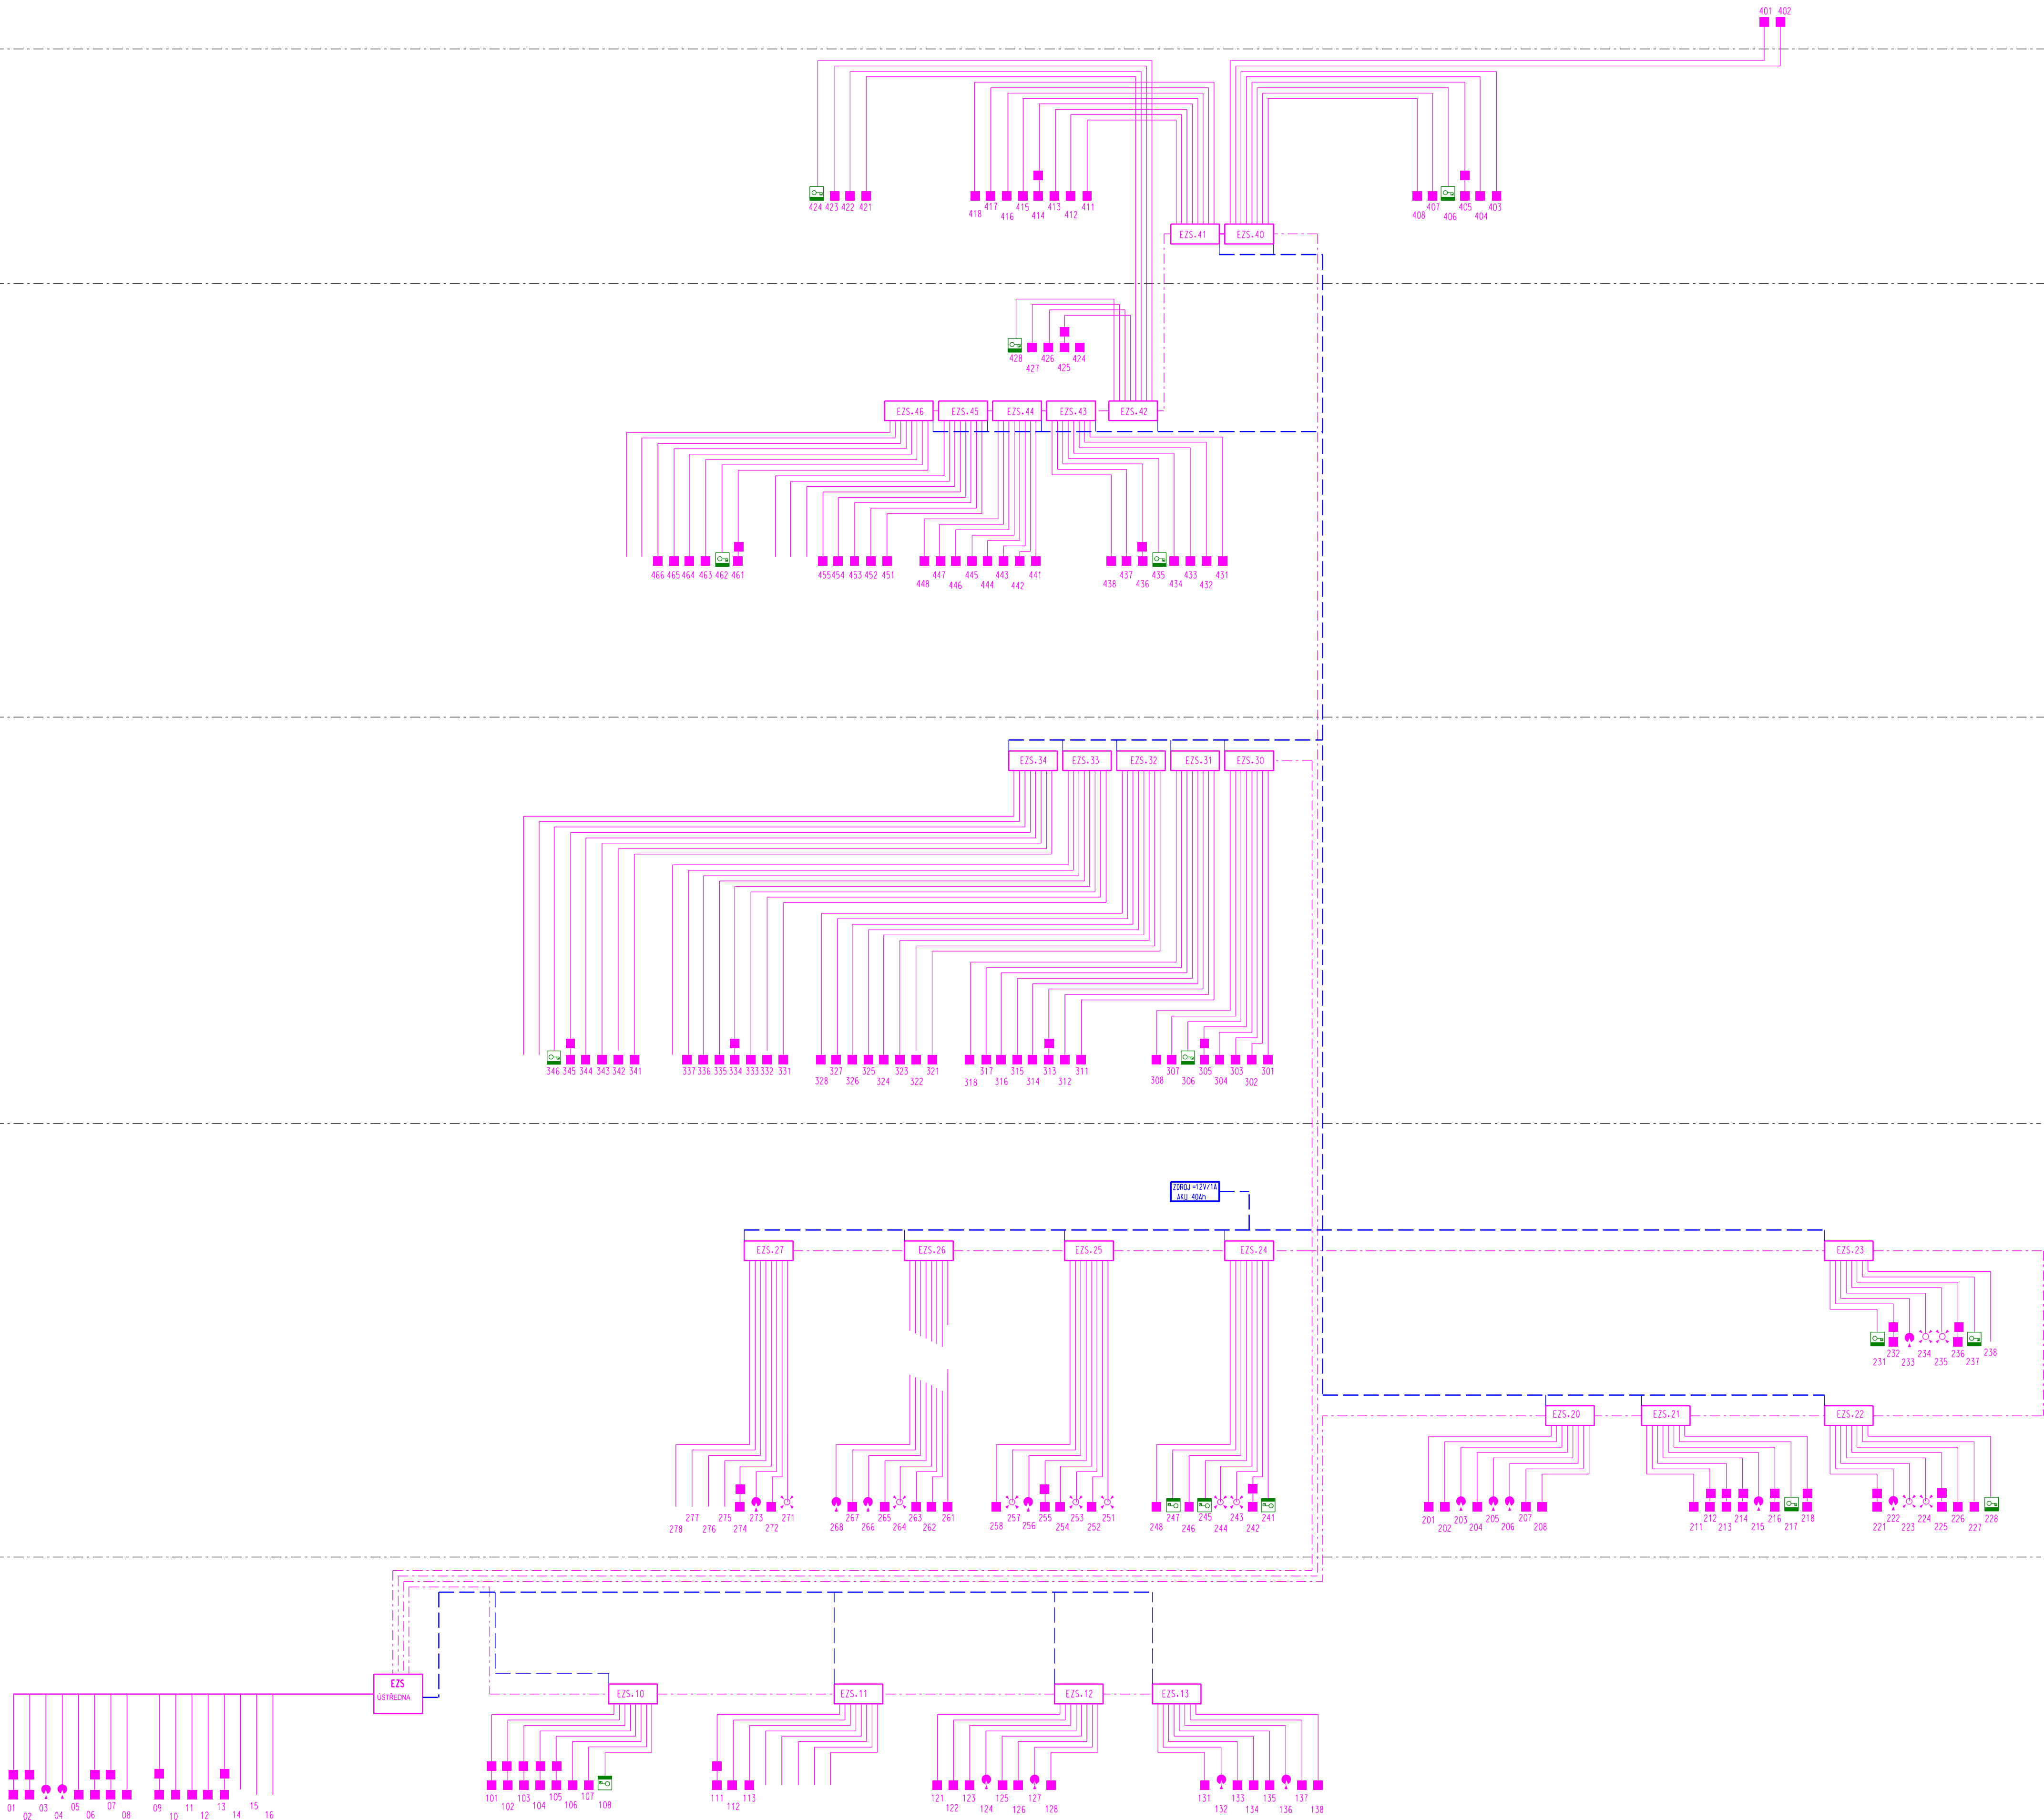 401 402
424 423 422 421 418 417 416 415 414 413 412 411 408 407 406 405 404 403
EZS.41 EZS.40
428 427 426 425 424
EZS.46 EZS.45 EZS.44 EZS.43 EZS.42
466 465 464 463 462 461 455 454 453 452 451 448 447 446 445 444 443 442 441 438 437 436 435 434 433 432 431
EZS.34 EZS.33 EZS.32 EZS.31 EZS.30
346 345 344 343 342 341 337 336 335 334 333 332 331 328 327 326 325 324 323 322 321 318 317 316 315 314 313 312 311 308 307 306 305 304 303 302 301
ZDROJ =12V/1A
AKU 40Ah
EZS.27 EZS.26 EZS.25 EZS.24 EZS.23
231 232 233 234 235 236 237 238
EZS.20 EZS.21 EZS.22
278 277 276 275 274 273 272 271 268 267 266 265 264 263 262 261 258 257 256 255 254 253 252 251 248 247 246 245 244 243 242 241 201 202 203 204 205 206 207 208 211 212 213 214 215 216 217 218 221 222 223 224 225 226 227 228
EZS
ÚSTŘEDNA
EZS.10 EZS.11 EZS.12 EZS.13
01 02 03 04 05 06 07 08 09 10 11 12 13 14 15 16 101 102 103 104 105 106 107 108 111 112 113 121 122 123 124 125 126 127 128 131 132 133 134 135 136 137 138